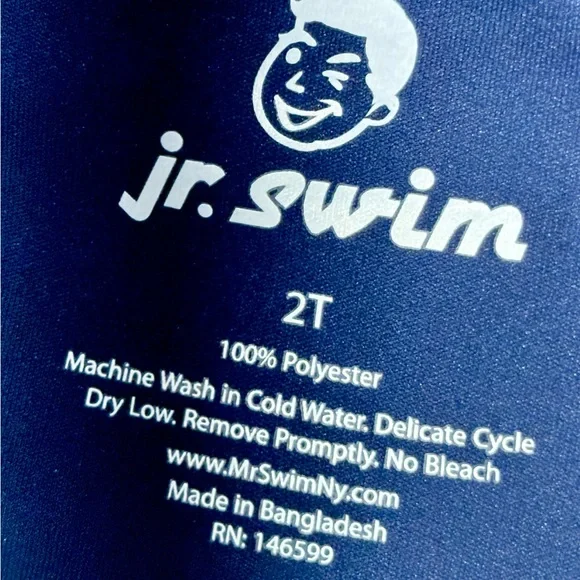 jr. swim
2T
100% Polyester
Machine Wash in Cold Water. Delicate Cycle
Dry Low. Remove Promptly. No Bleach
www.MrSwimNy.com
Made in Bangladesh
RN: 146599